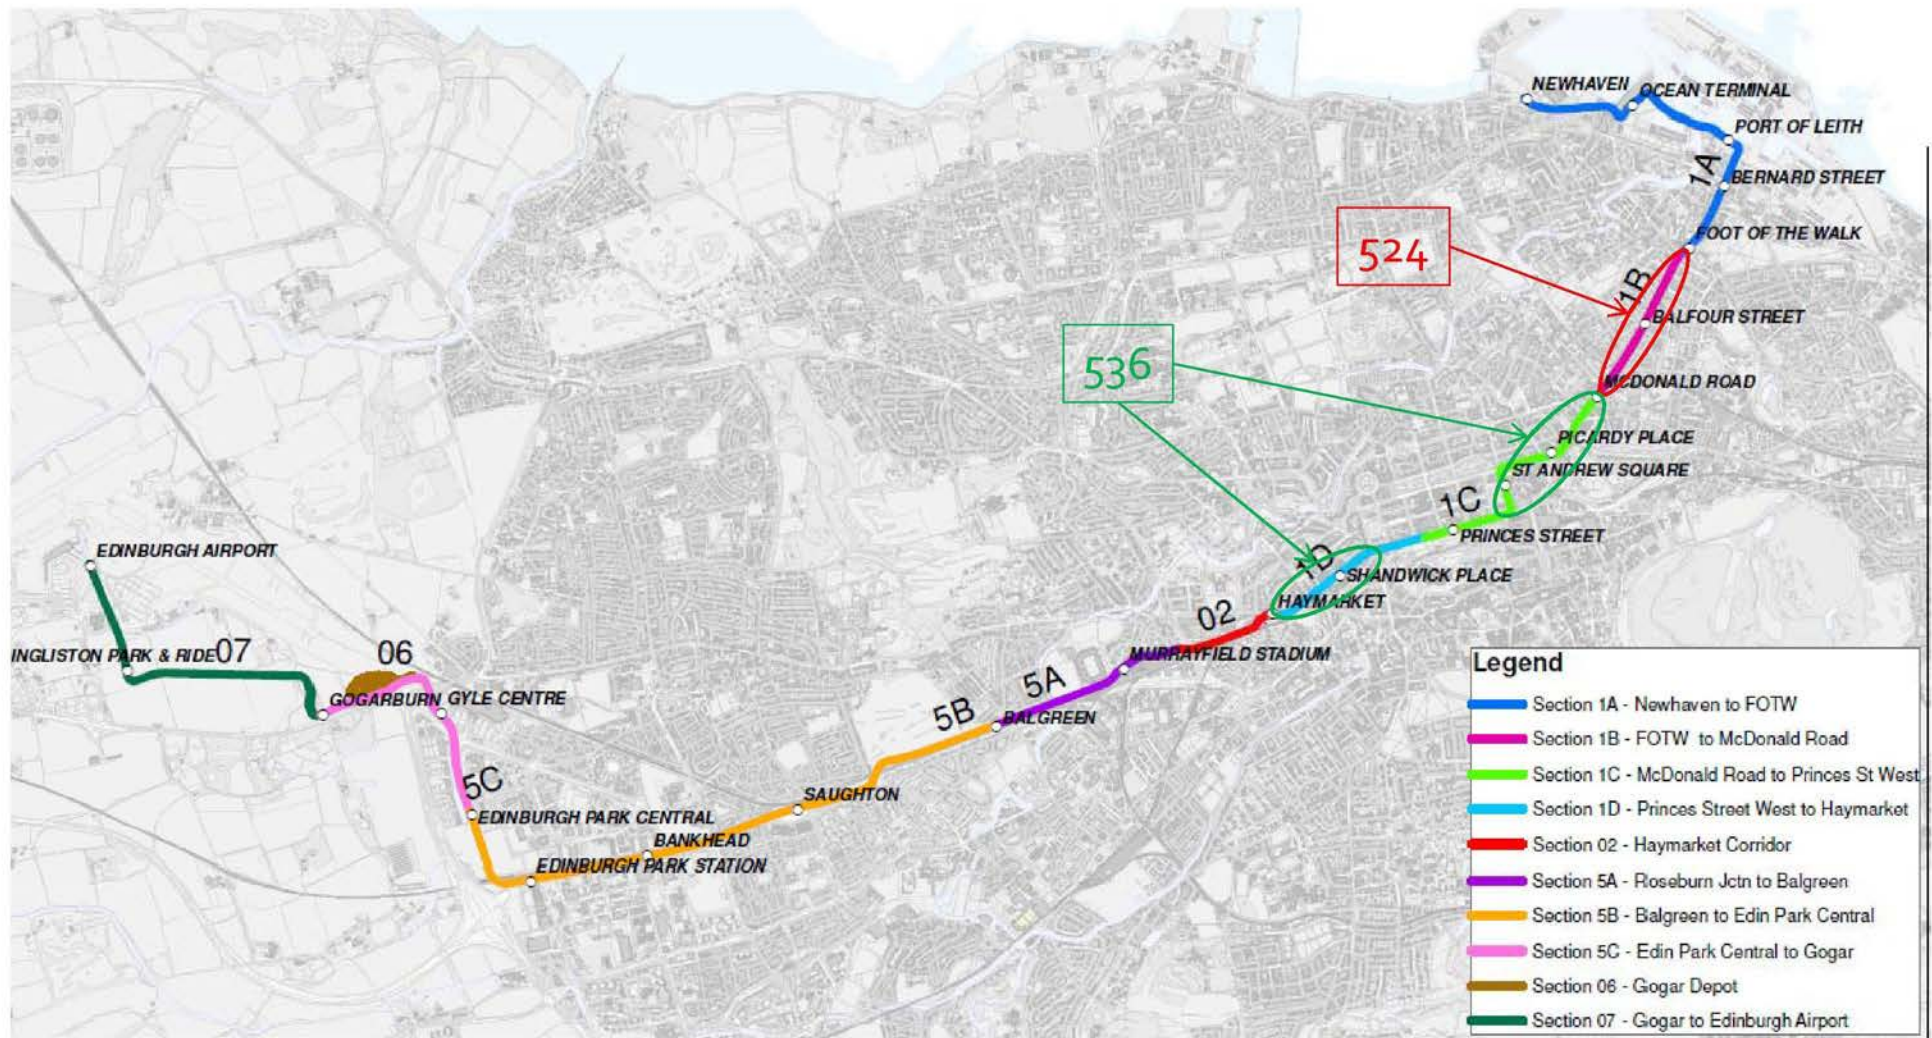 NEWHAVEN
OCEAN TERMINAL
PORT OF LEITH
1A
BERNARD STREET
FOOT OF THE WALK
524
1B
BALFOUR STREET
536
MCDONALD ROAD
PICARDY PLACE
ST ANDREW SQUARE
1C
PRINCES STREET
1D
SHANDWICK PLACE
HAYMARKET
02
MURRAYFIELD STADIUM
5A
BALGREEN
5B
EDINBURGH AIRPORT
INGLISTON PARK & RIDE
07
06
GOGARBURN
GYLE CENTRE
5C
SAUGHTON
EDINBURGH PARK CENTRAL
BANKHEAD
EDINBURGH PARK STATION
Legend
Section 1A - Newhaven to FOTW
Section 1B - FOTW to McDonald Road
Section 1C - McDonald Road to Princes St West
Section 1D - Princes Street West to Haymarket
Section 02 - Haymarket Corridor
Section 5A - Roseburn Jctn to Balgreen
Section 5B - Balgreen to Edin Park Central
Section 5C - Edin Park Central to Gogar
Section 06 - Gogar Depot
Section 07 - Gogar to Edinburgh Airport